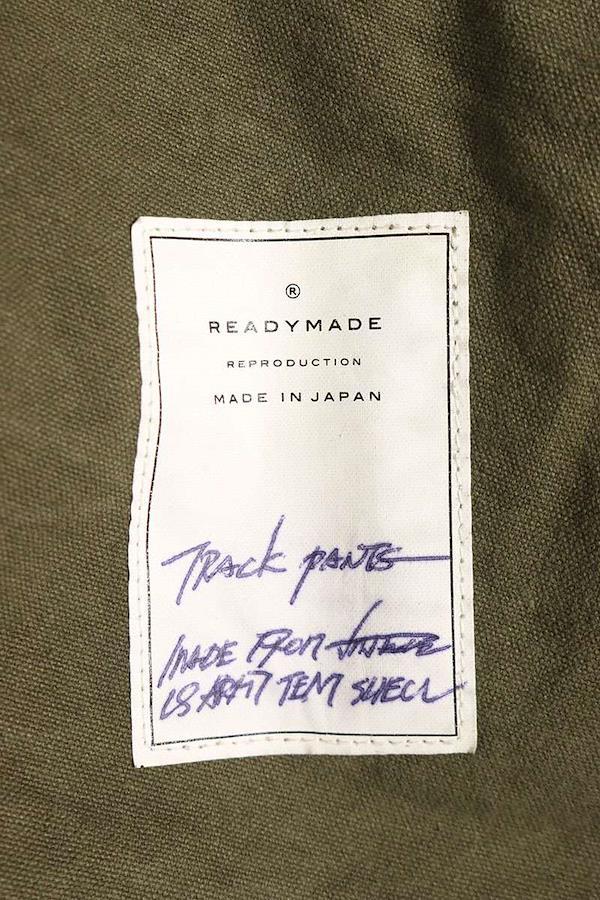 ®
READYMADE
REPRODUCTION
MADE IN JAPAN
TRACK PANTS
MADE FROM
US ARMY TENT SHELL